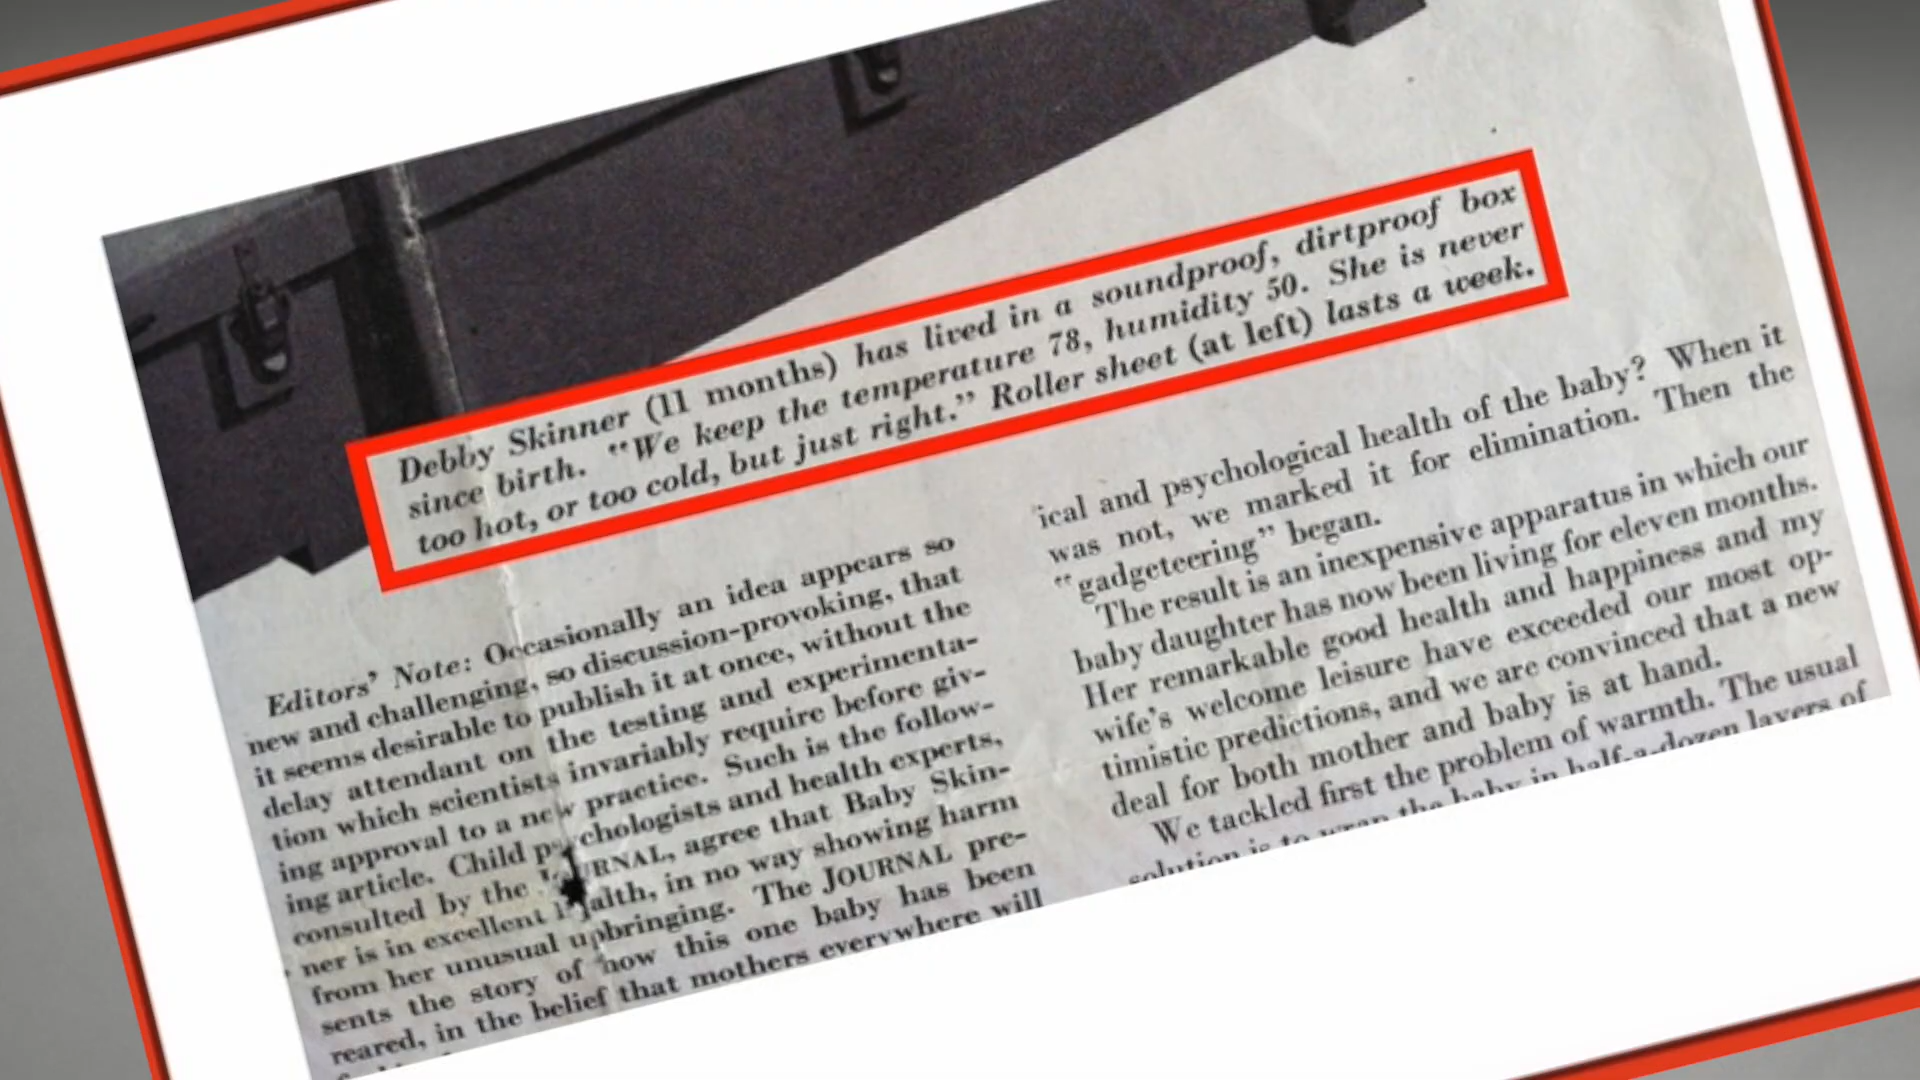 Debby Skinner (11 months) has lived in a soundproof, dirtproof box
since birth. “We keep the temperature 78, humidity 50. She is never
too hot, or too cold, but just right.” Roller sheet (at left) lasts a week.
Editors’ Note: Occasionally an idea appears so
new and challenging, so discussion-provoking, that
it seems desirable to publish it at once, without the
delay attendant on the testing and experimenta-
tion which scientists invariably require before giv-
ing approval to a new practice. Such is the follow-
ing article. Child psychologists and health experts,
consulted by the JOURNAL, agree that Baby Skin-
ner is in excellent health, in no way showing harm
from her unusual upbringing. The JOURNAL pre-
sents the story of how this one baby has been
reared, in the belief that mothers everywhere will
ical and psychological health of the baby? When it
was not, we marked it for elimination. Then the
“gadgeteering” began.
The result is an inexpensive apparatus in which our
baby daughter has now been living for eleven months.
Her remarkable good health and happiness and my
wife’s welcome leisure have exceeded our most op-
timistic predictions, and we are convinced that a new
deal for both mother and baby is at hand.
We tackled first the problem of warmth. The usual
solution is to wrap the baby in half-a-dozen layers of